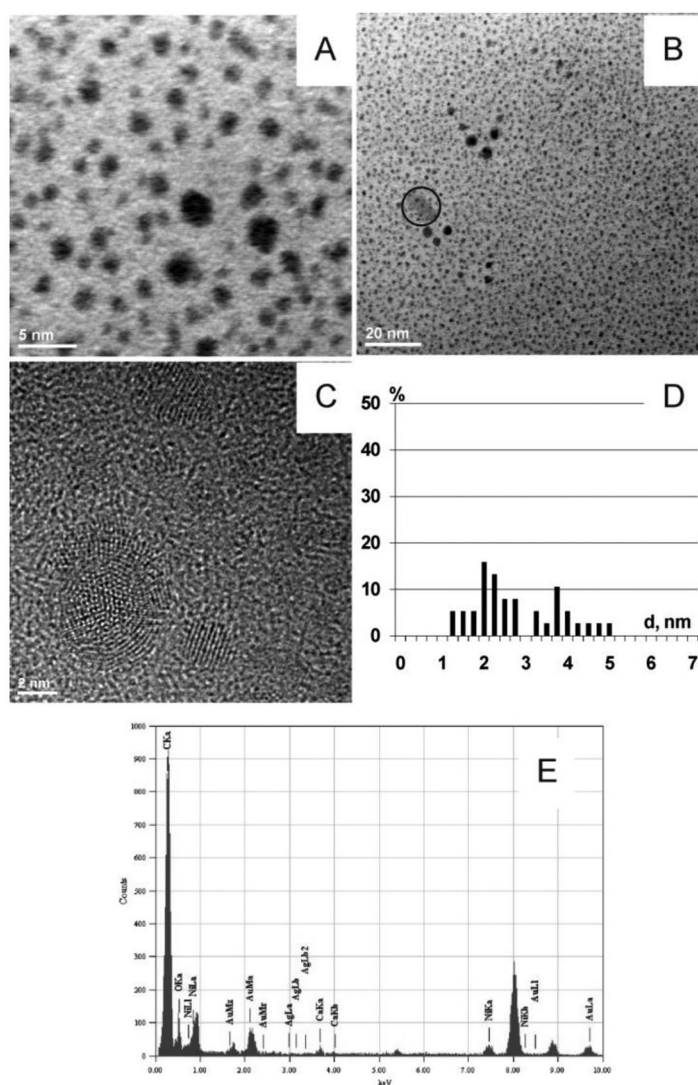 A
5 nm
B
20 nm
C
2 nm
D
%
50
40
30
20
10
0
d, nm
0 1 2 3 4 5 6 7
E
Counts
1000
900
800
700
600
500
400
300
200
100
0
CKa
OKa
NiLl
NiLa
AuMz
AuMa
AuMr
AgLa
AgLb
AgLb2
CaKa
CaKb
NiKa
NiKb
AuLl
AuLa
0.00 1.00 2.00 3.00 4.00 5.00 6.00 7.00 8.00 9.00 10.00
keV